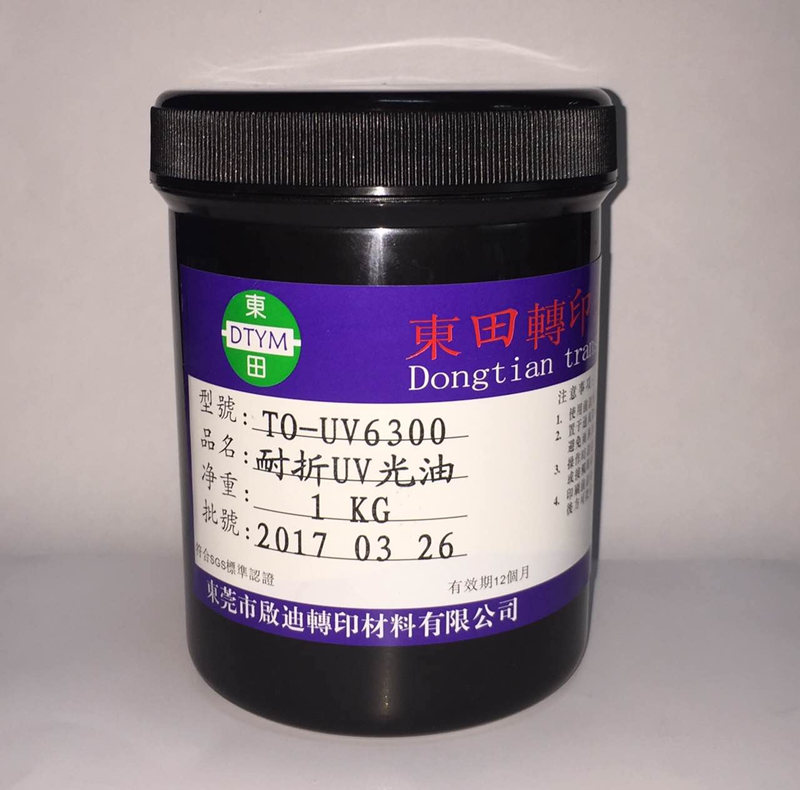 東
DTYM
田
東田轉印
Dongtian tran
型號:TO-UV6300
品名:耐折UV光油
净重:1 KG
批號:2017 03 26
符合SGS標準認證
有效期12個月
注意事項
1.
2.
3.
4.
東莞市啟迪轉印材料有限公司